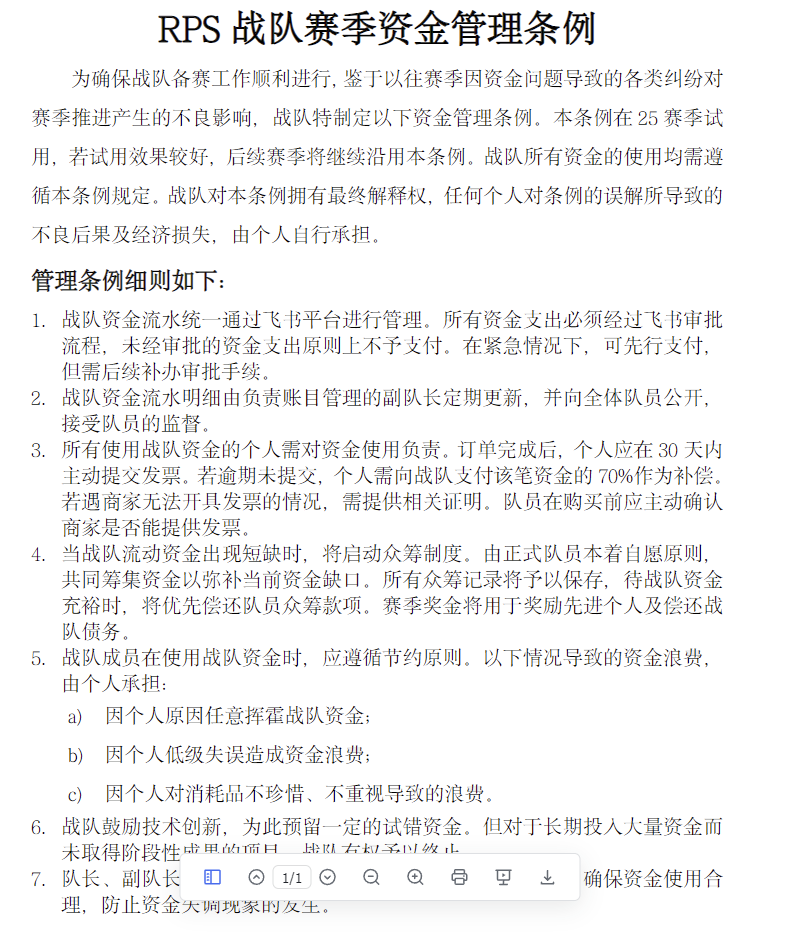 RPS 战队赛季资金管理条例
为确保战队备赛工作顺利进行, 鉴于以往赛季因资金问题导致的各类纠纷对
赛季推进产生的不良影响，战队特制定以下资金管理条例。本条例在 25 赛季试
用，若试用效果较好，后续赛季将继续沿用本条例。战队所有资金的使用均需遵
循本条例规定。战队对本条例拥有最终解释权，任何个人对条例的误解所导致的
不良后果及经济损失，由个人自行承担。
管理条例细则如下：
1. 战队资金流水统一通过飞书平台进行管理。所有资金支出必须经过飞书审批
流程，未经审批的资金支出原则上不予支付。在紧急情况下，可先行支付，
但需后续补办审批手续。
2. 战队资金流水明细由负责账目管理的副队长定期更新，并向全体队员公开，
接受队员的监督。
3. 所有使用战队资金的个人需对资金使用负责。订单完成后，个人应在 30 天内
主动提交发票。若逾期未提交，个人需向战队支付该笔资金的 70%作为补偿。
若遇商家无法开具发票的情况，需提供相关证明。队员在购买前应主动确认
商家是否能提供发票。
4. 当战队流动资金出现短缺时，将启动众筹制度。由正式队员本着自愿原则，
共同筹集资金以弥补当前资金缺口。所有众筹记录将予以保存，待战队资金
充裕时，将优先偿还队员众筹款项。赛季奖金将用于奖励先进个人及偿还战
队债务。
5. 战队成员在使用战队资金时，应遵循节约原则。以下情况导致的资金浪费，
由个人承担：
a) 因个人原因任意挥霍战队资金；
b) 因个人低级失误造成资金浪费；
c) 因个人对消耗品不珍惜、不重视导致的浪费。
6. 战队鼓励技术创新，为此预留一定的试错资金。但对于长期投入大量资金而
未取得阶段性成果的项目，战队有权予以终止
7. 队长、副队长 确保资金使用合
1/1
理，防止资金失调现象的发生。